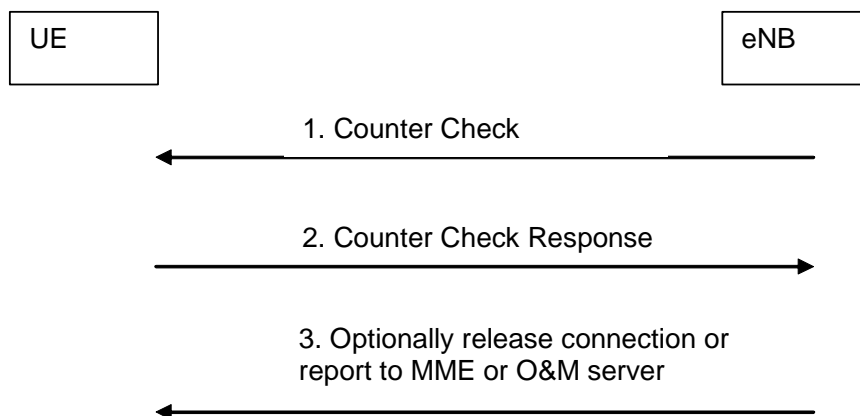 UE
eNB
1. Counter Check
2. Counter Check Response
3. Optionally release connection or
report to MME or O&M server